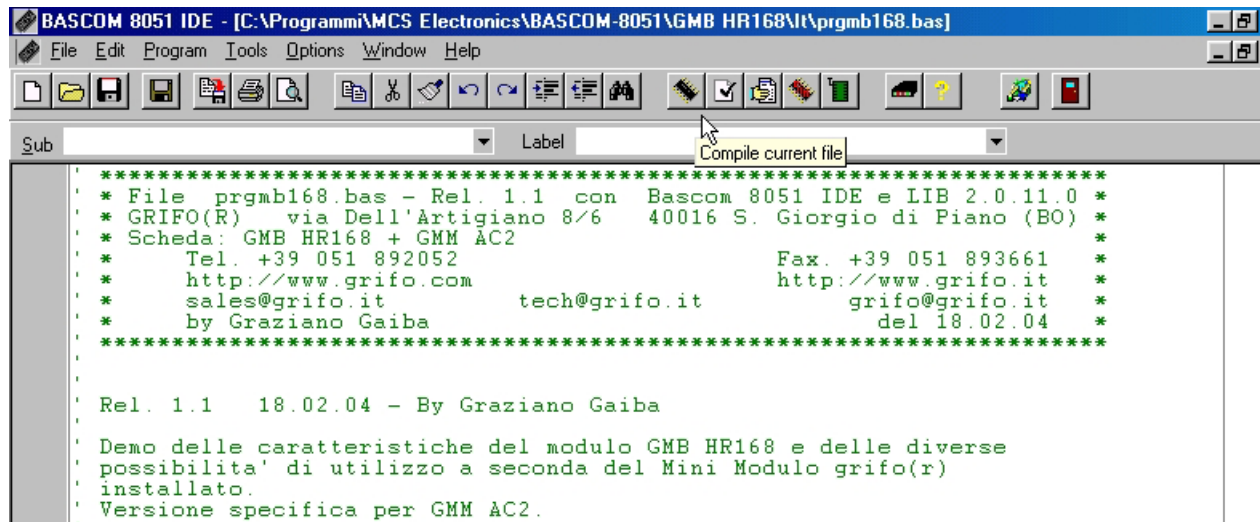 BASCOM 8051 IDE - [C:\Programmi\MCS Electronics\BASCOM-8051\GMB HR168\It\prgmb168.bas]
File Edit Program Tools Options Window Help
Sub Label
Compile current file
' *********************************************************************
' * File prgmb168.bas - Rel. 1.1 con Bascom 8051 IDE e LIB 2.0.11.0 *
' * GRIFO(R) via Dell'Artigiano 8/6 40016 S. Giorgio di Piano (BO) *
' * Scheda: GMB HR168 + GMM AC2 *
' * Tel. +39 051 892052 Fax. +39 051 893661 *
' * http://www.grifo.com http://www.grifo.it *
' * sales@grifo.it tech@grifo.it grifo@grifo.it *
' * by Graziano Gaiba del 18.02.04 *
' *********************************************************************
'
'
' Rel. 1.1 18.02.04 - By Graziano Gaiba
'
' Demo delle caratteristiche del modulo GMB HR168 e delle diverse
' possibilita' di utilizzo a seconda del Mini Modulo grifo(r)
' installato.
' Versione specifica per GMM AC2.